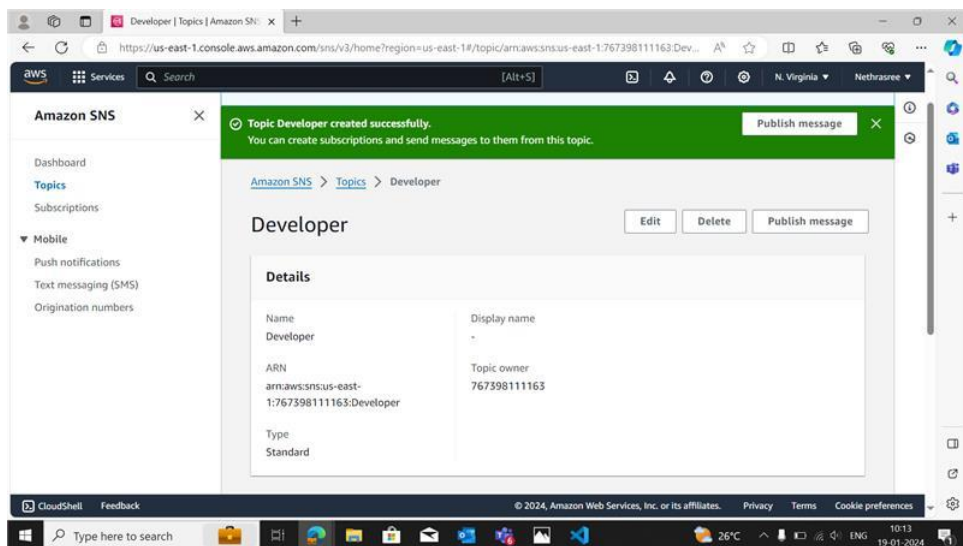 Developer | Topics | Amazon SN
https://us-east-1.console.aws.amazon.com/sns/v3/home?region=us-east-1#/topic/arn:aws:sns:us-east-1:767398111163:Dev...
aws
Services
Search
[Alt+S]
N. Virginia
Nethrasree
Amazon SNS
Dashboard
Topics
Subscriptions
Mobile
Push notifications
Text messaging (SMS)
Origination numbers
Topic Developer created successfully.
You can create subscriptions and send messages to them from this topic.
Publish message
Amazon SNS > Topics > Developer
Developer
Edit
Delete
Publish message
Details
Name
Developer
Display name
-
ARN
arn:aws:sns:us-east-
1:767398111163:Developer
Topic owner
767398111163
Type
Standard
CloudShell
Feedback
© 2024, Amazon Web Services, Inc. or its affiliates.
Privacy
Terms
Cookie preferences
Type here to search
26°C
ENG
10:13
19-01-2024